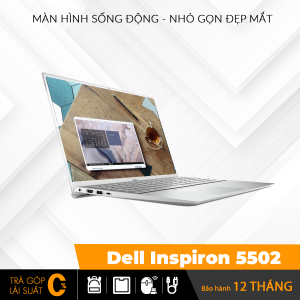 MÀN HÌNH SỐNG ĐỘNG - NHỎ GỌN ĐẸP MẮT
Dell Inspiron 5502
TRẢ GÓP
LÃI SUẤT
0%
Bảo hành 12 THÁNG